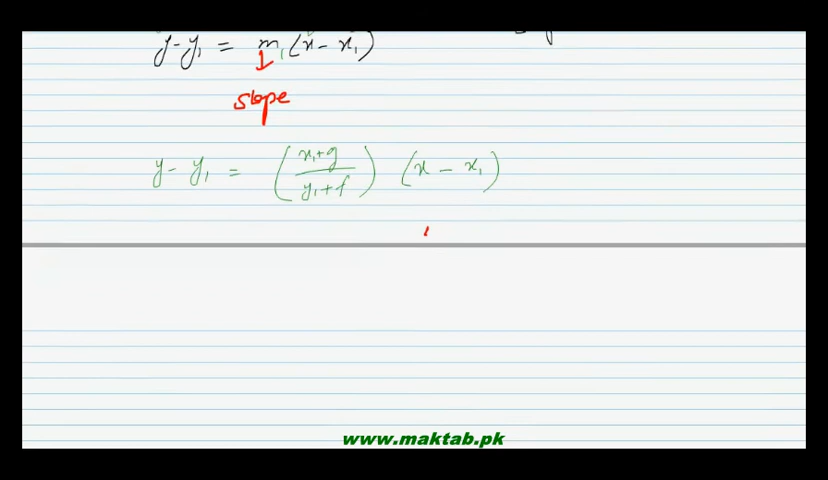 y-y₁ = m₁(x-x₁)
slope
y-y₁ = (x₁+g / y₁+f) (x-x₁)
www.maktab.pk